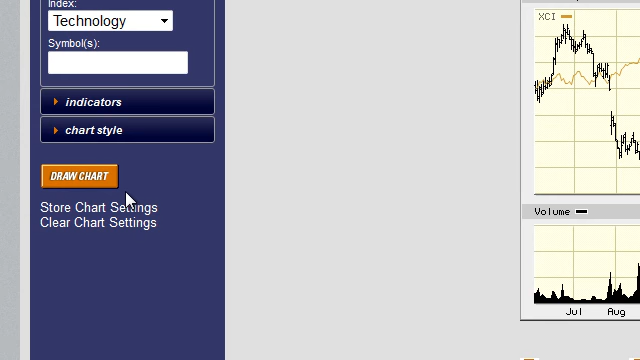 Index:
Technology
Symbol(s):
indicators
chart style
DRAW CHART
Store Chart Settings
Clear Chart Settings
XCI
Volume
Jul Aug